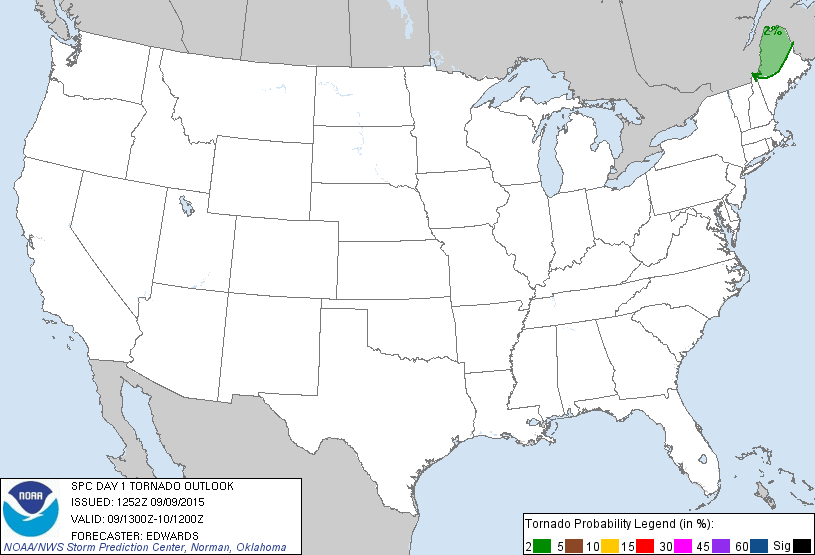 2%
SPC DAY 1 TORNADO OUTLOOK
ISSUED: 1252Z 09/09/2015
VALID: 09/1300Z-10/1200Z
FORECASTER: EDWARDS
NOAA/NWS Storm Prediction Center, Norman, Oklahoma
NOAA
Tornado Probability Legend (in %):
2 5 10 15 30 45 60 Sig